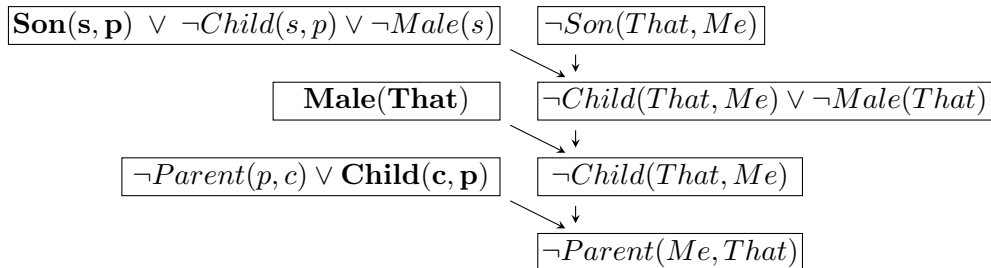 Son(s, p) ∨ ¬Child(s, p) ∨ ¬Male(s) ¬Son(That, Me)
Male(That) ¬Child(That, Me) ∨ ¬Male(That)
¬Parent(p, c) ∨ Child(c, p) ¬Child(That, Me)
¬Parent(Me, That)